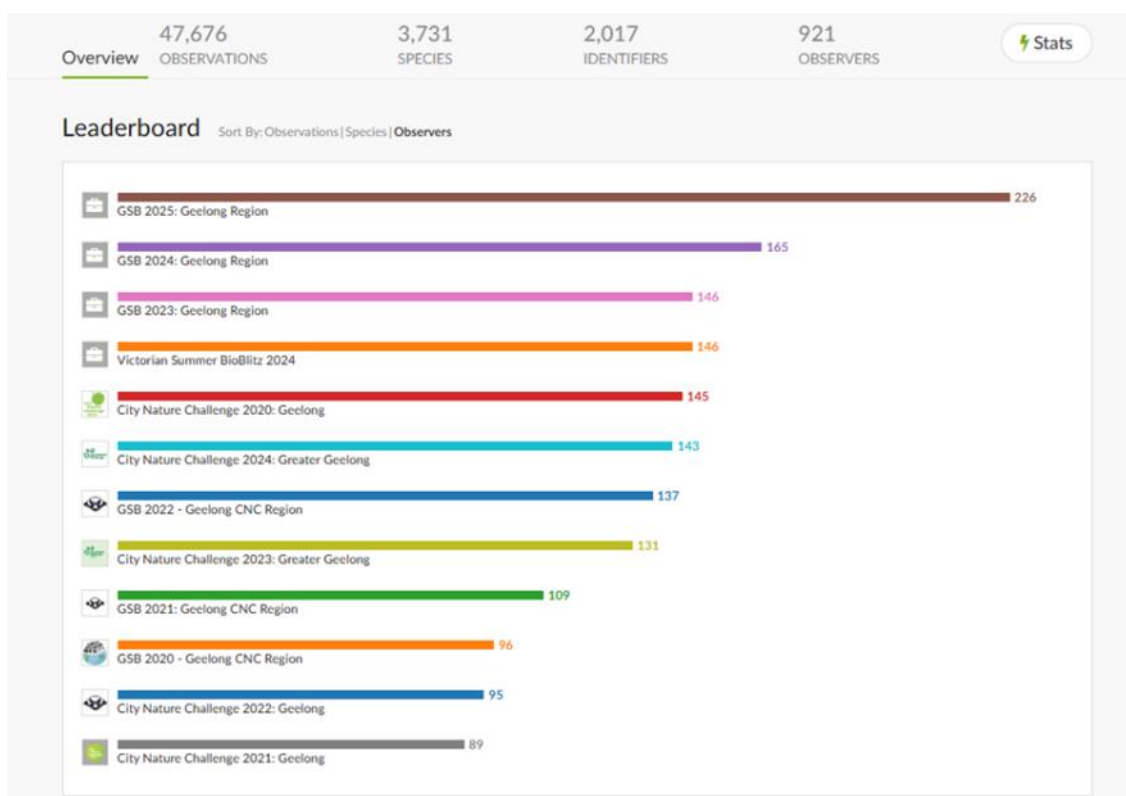 47,676 3,731 2,017 921
Overview OBSERVATIONS SPECIES IDENTIFIERS OBSERVERS Stats
Leaderboard Sort By: Observations | Species | Observers
226
GSB 2025: Geelong Region
165
GSB 2024: Geelong Region
146
GSB 2023: Geelong Region
146
Victorian Summer BioBlitz 2024
145
City Nature Challenge 2020: Geelong
143
City Nature Challenge 2024: Greater Geelong
137
GSB 2022 - Geelong CNC Region
131
City Nature Challenge 2023: Greater Geelong
109
GSB 2021: Geelong CNC Region
96
GSB 2020 - Geelong CNC Region
95
City Nature Challenge 2022: Geelong
89
City Nature Challenge 2021: Geelong